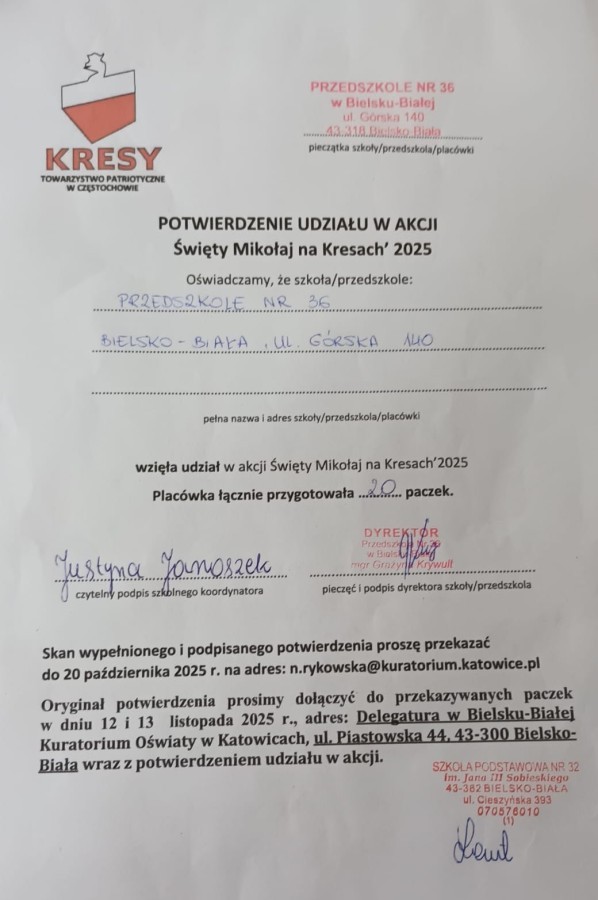 KRESY
TOWARZYSTWO PATRIOTYCZNE
W CZĘSTOCHOWIE
PRZEDSZKOLE NR 36
w Bielsku-Białej
ul. Górska 140
43-318 Bielsko-Biała
pieczątka szkoły/przedszkola/placówki
POTWIERDZENIE UDZIAŁU W AKCJI
Święty Mikołaj na Kresach’ 2025
Oświadczamy, że szkoła/przedszkole:
PRZEDSZKOLE NR 36
BIELSKO-BIAŁA, UL. GÓRSKA 140
pełna nazwa i adres szkoły/przedszkola/placówki
wzięła udział w akcji Święty Mikołaj na Kresach’2025
Placówka łącznie przygotowała ....20.... paczek.
Justyna Janoszek
czytelny podpis szkolnego koordynatora
DYREKTOR
Przedszkola Nr
w Bielsku
mgr Grażyna Krywult
pieczęć i podpis dyrektora szkoły/przedszkola
Skan wypełnionego i podpisanego potwierdzenia proszę przekazać
do 20 października 2025 r. na adres: n.rykowska@kuratorium.katowice.pl
Oryginał potwierdzenia prosimy dołączyć do przekazywanych paczek
w dniu 12 i 13 listopada 2025 r., adres: Delegatura w Bielsku-Białej
Kuratorium Oświaty w Katowicach, ul. Piastowska 44, 43-300 Bielsko-
Biała wraz z potwierdzeniem udziału w akcji.
SZKOŁA PODSTAWOWA NR 32
im. Jana III Sobieskiego
43-382 BIELSKO-BIAŁA
ul. Cieszyńska 393
070576010
(1)